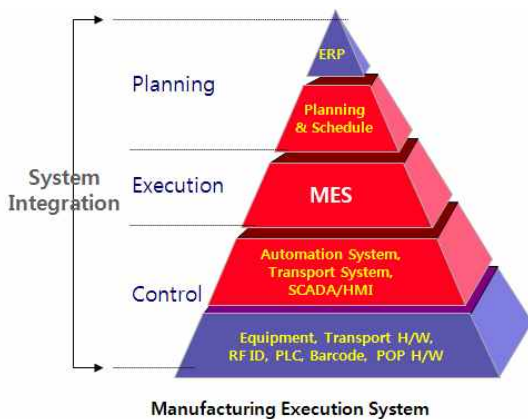 ERP
Planning
Planning
& Schedule
System
Integration
Execution
MES
Control
Automation System,
Transport System,
SCADA/HMI
Equipment, Transport H/W,
RF ID, PLC, Barcode, POP H/W
Manufacturing Execution System